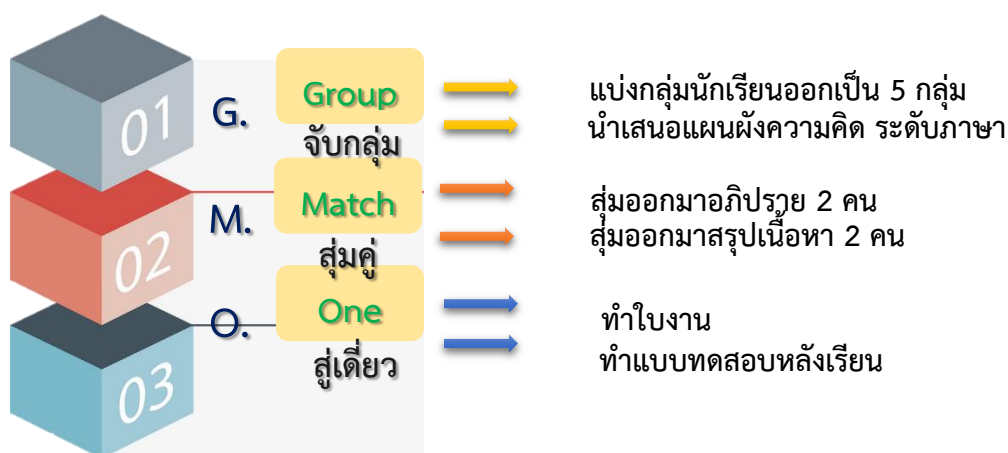 01
G.
Group
จับกลุ่ม
แบ่งกลุ่มนักเรียนออกเป็น 5 กลุ่ม
นำเสนอแผนผังความคิด ระดับภาษา
02
M.
Match
สุ่มคู่
สุ่มออกมาอภิปราย 2 คน
สุ่มออกมาสรุปเนื้อหา 2 คน
03
O.
One
สู่เดี่ยว
ทำใบงาน
ทำแบบทดสอบหลังเรียน